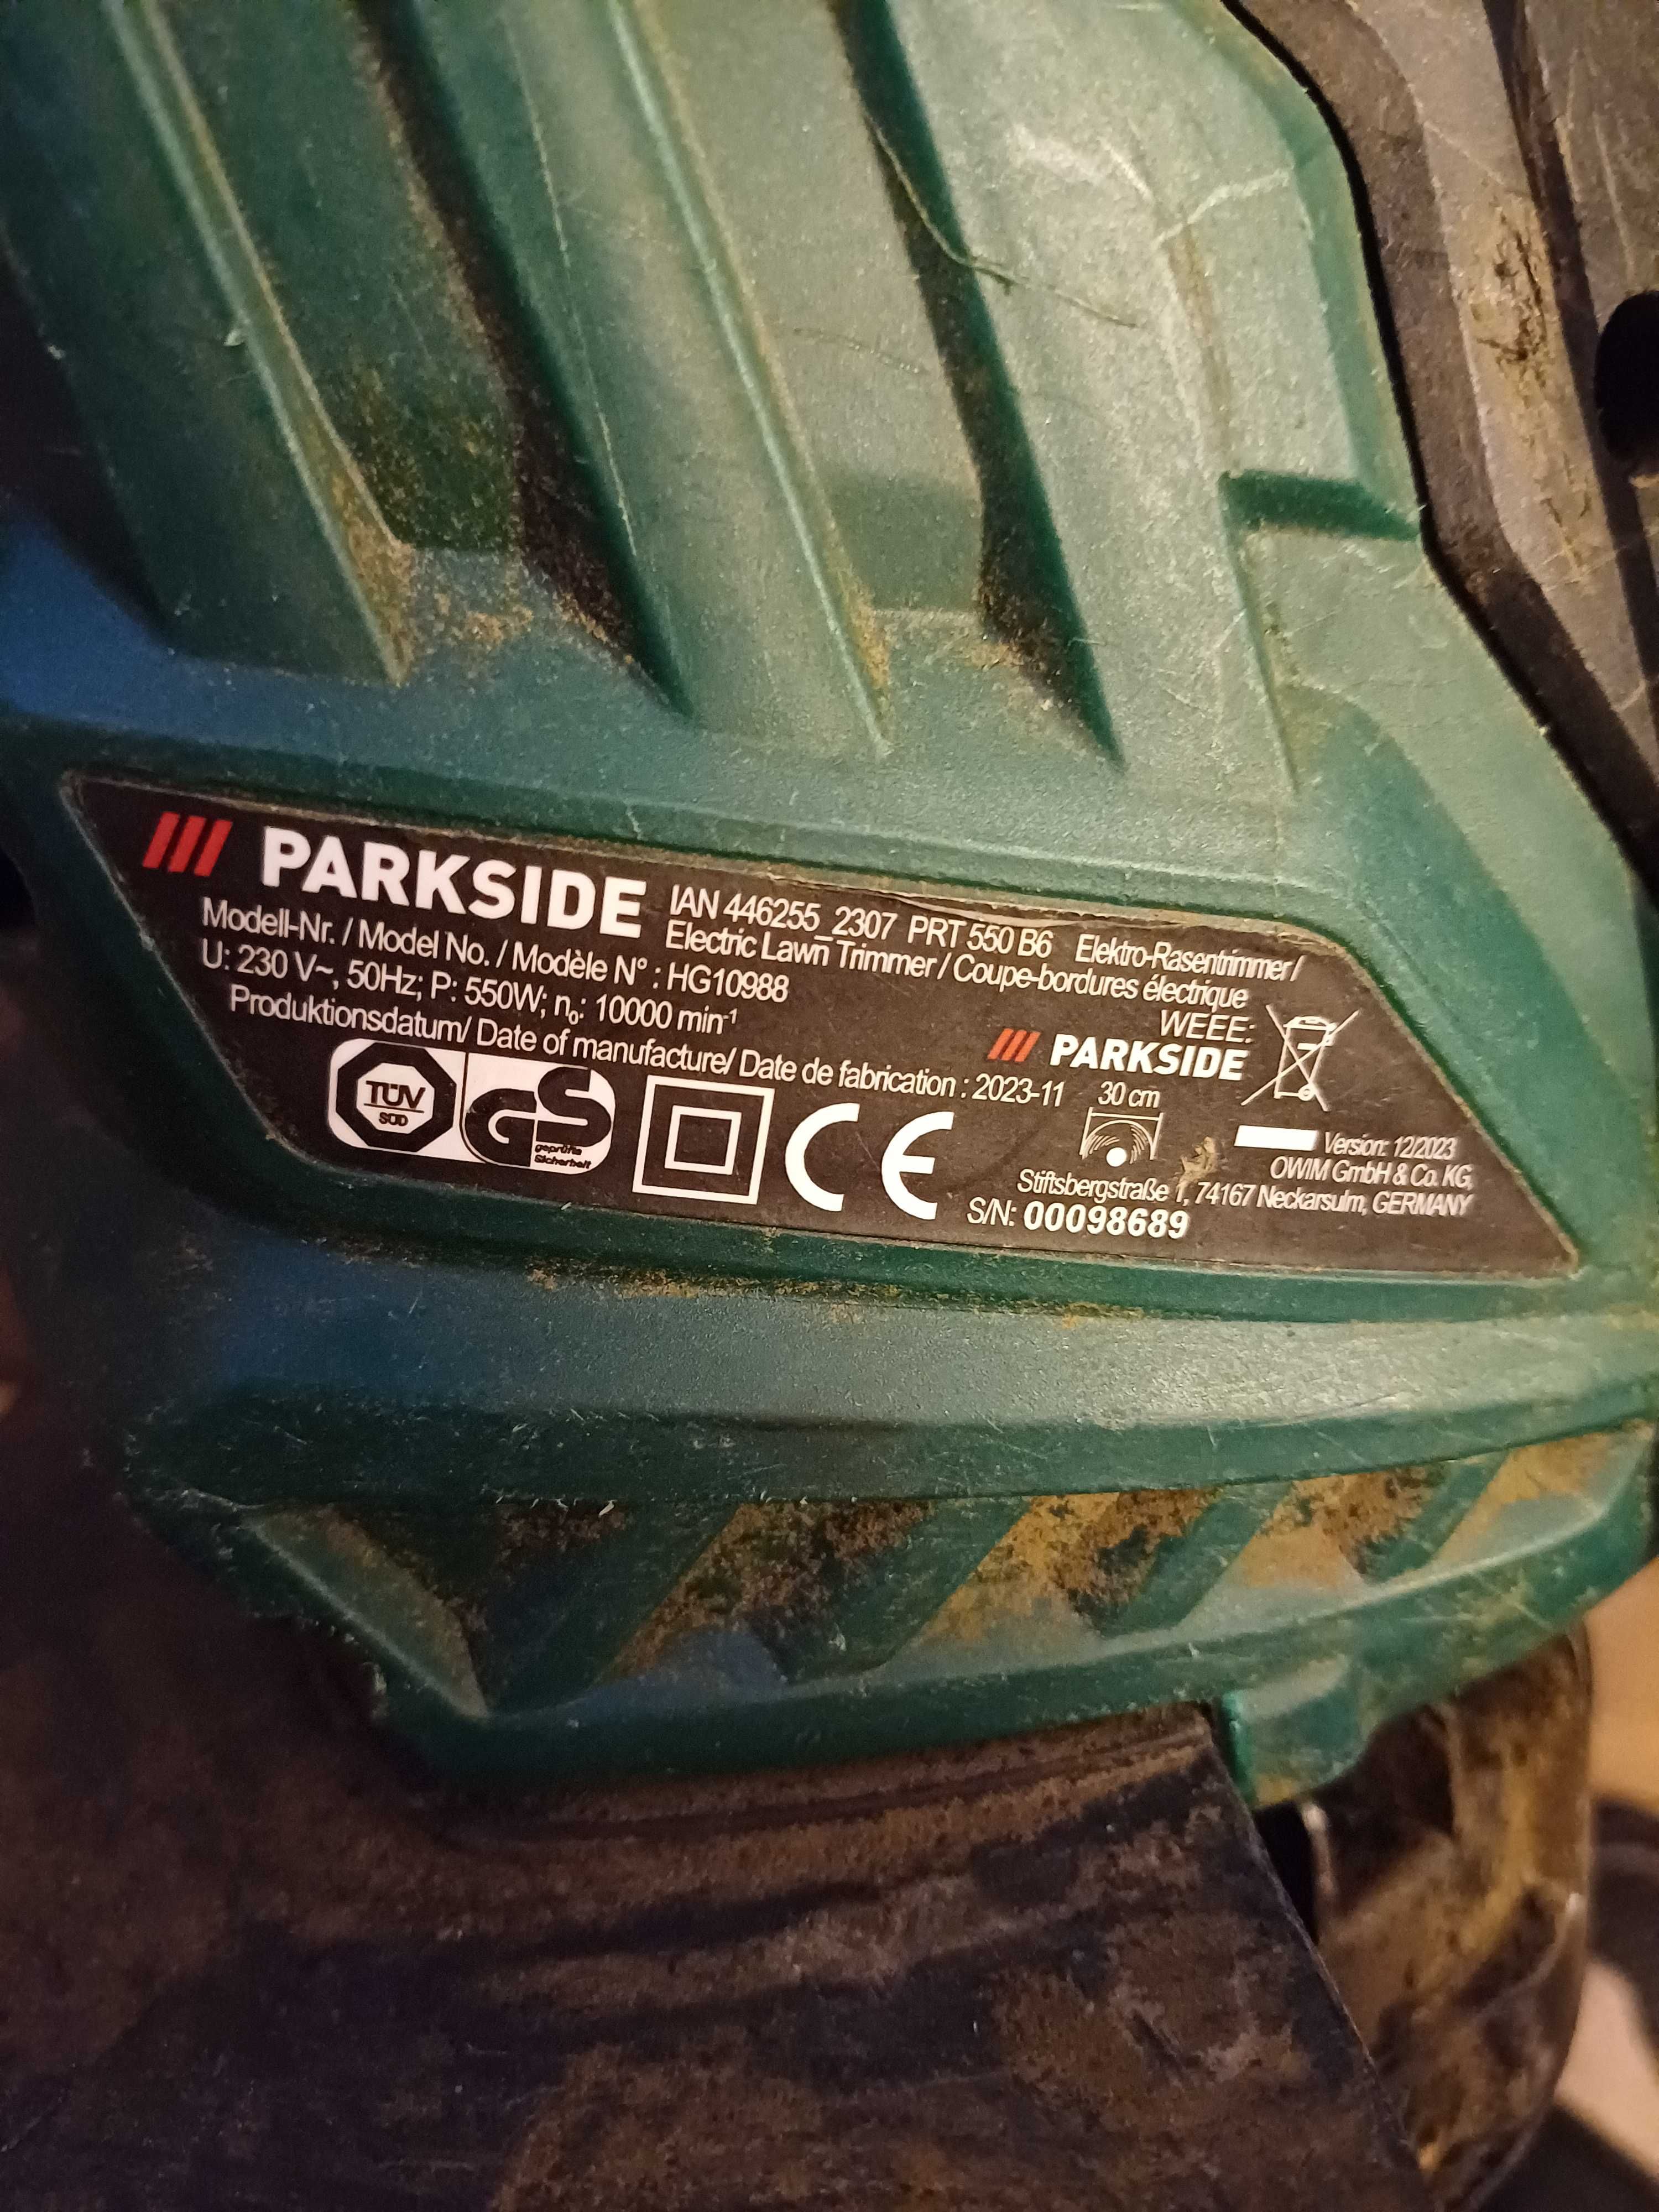 PARKSIDE IAN 446255_2307 PRT 550 B6 Elektro-Rasentrimmer /
Modell-Nr. / Model No. / Modèle N° : HG10988 Electric Lawn Trimmer / Coupe-bordures électrique
U: 230 V~, 50Hz; P: 550W; n₀: 10000 min⁻¹ WEEE:
PARKSIDE
Produktionsdatum/ Date of manufacture/ Date de fabrication : 2023-11
30 cm
TÜV
SÜD
GS
geprüfte
Sicherheit
CE
Version: 12/2023
OWIM GmbH & Co. KG,
Stiftsbergstraße 1, 74167 Neckarsulm, GERMANY
S/N: 00098689